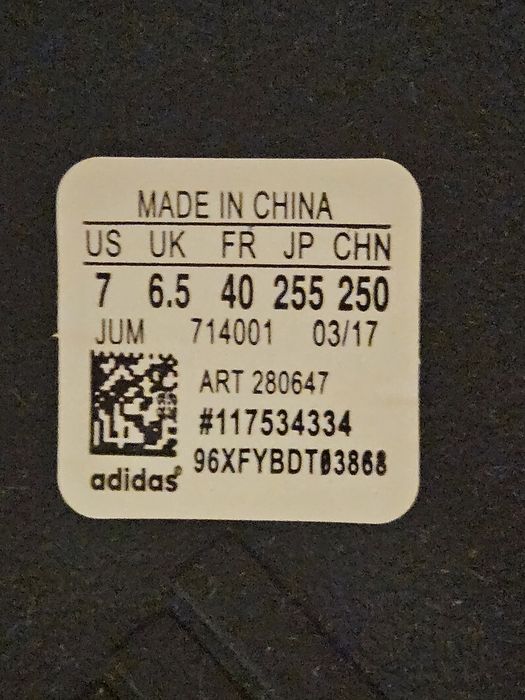 MADE IN CHINA
US UK FR JP CHN
7 6.5 40 255 250
JUM 714001 03/17
ART 280647
#117534334
96XFYBDT03868
adidas®